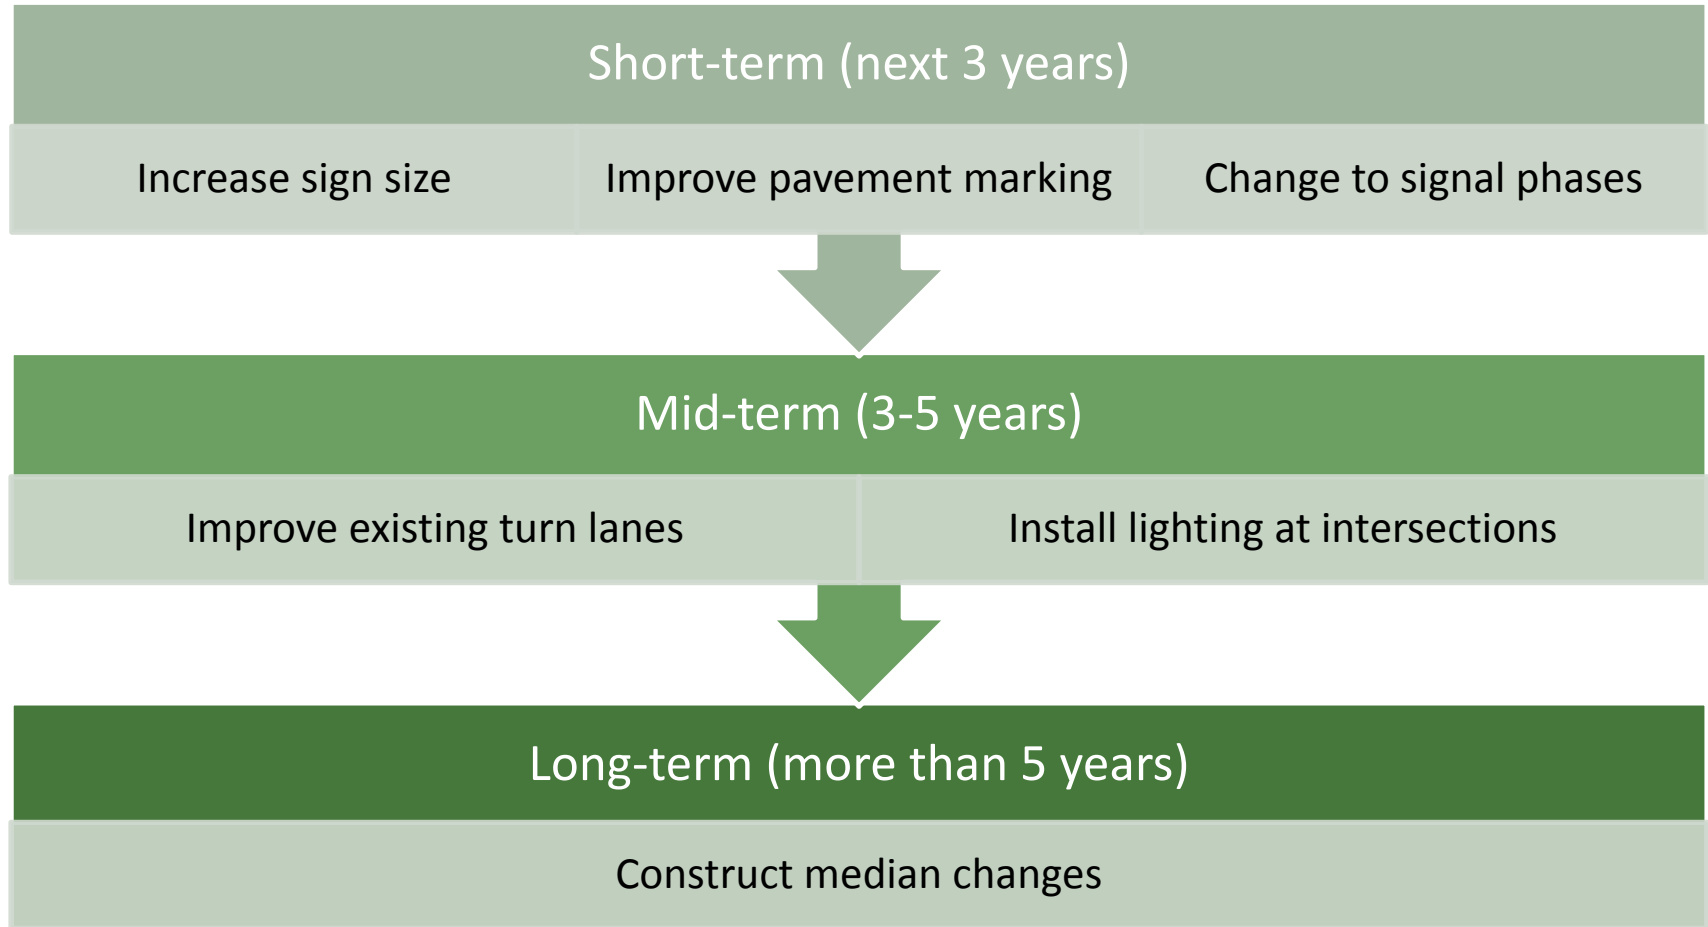 Short-term (next 3 years)
Increase sign size
Improve pavement marking
Change to signal phases
Mid-term (3-5 years)
Improve existing turn lanes
Install lighting at intersections
Long-term (more than 5 years)
Construct median changes